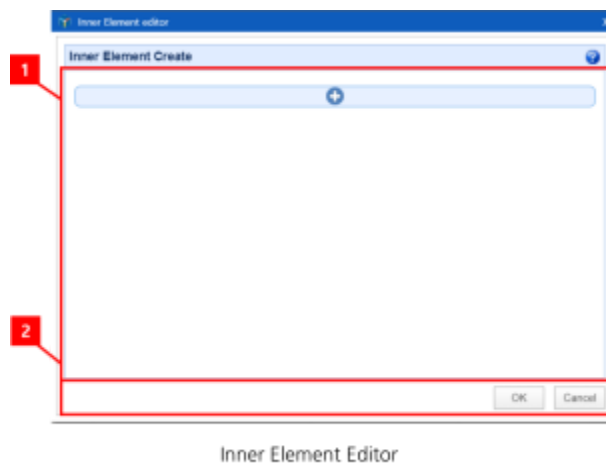 Inner Element editor
Inner Element Create
1
2
OK Cancel
Inner Element Editor